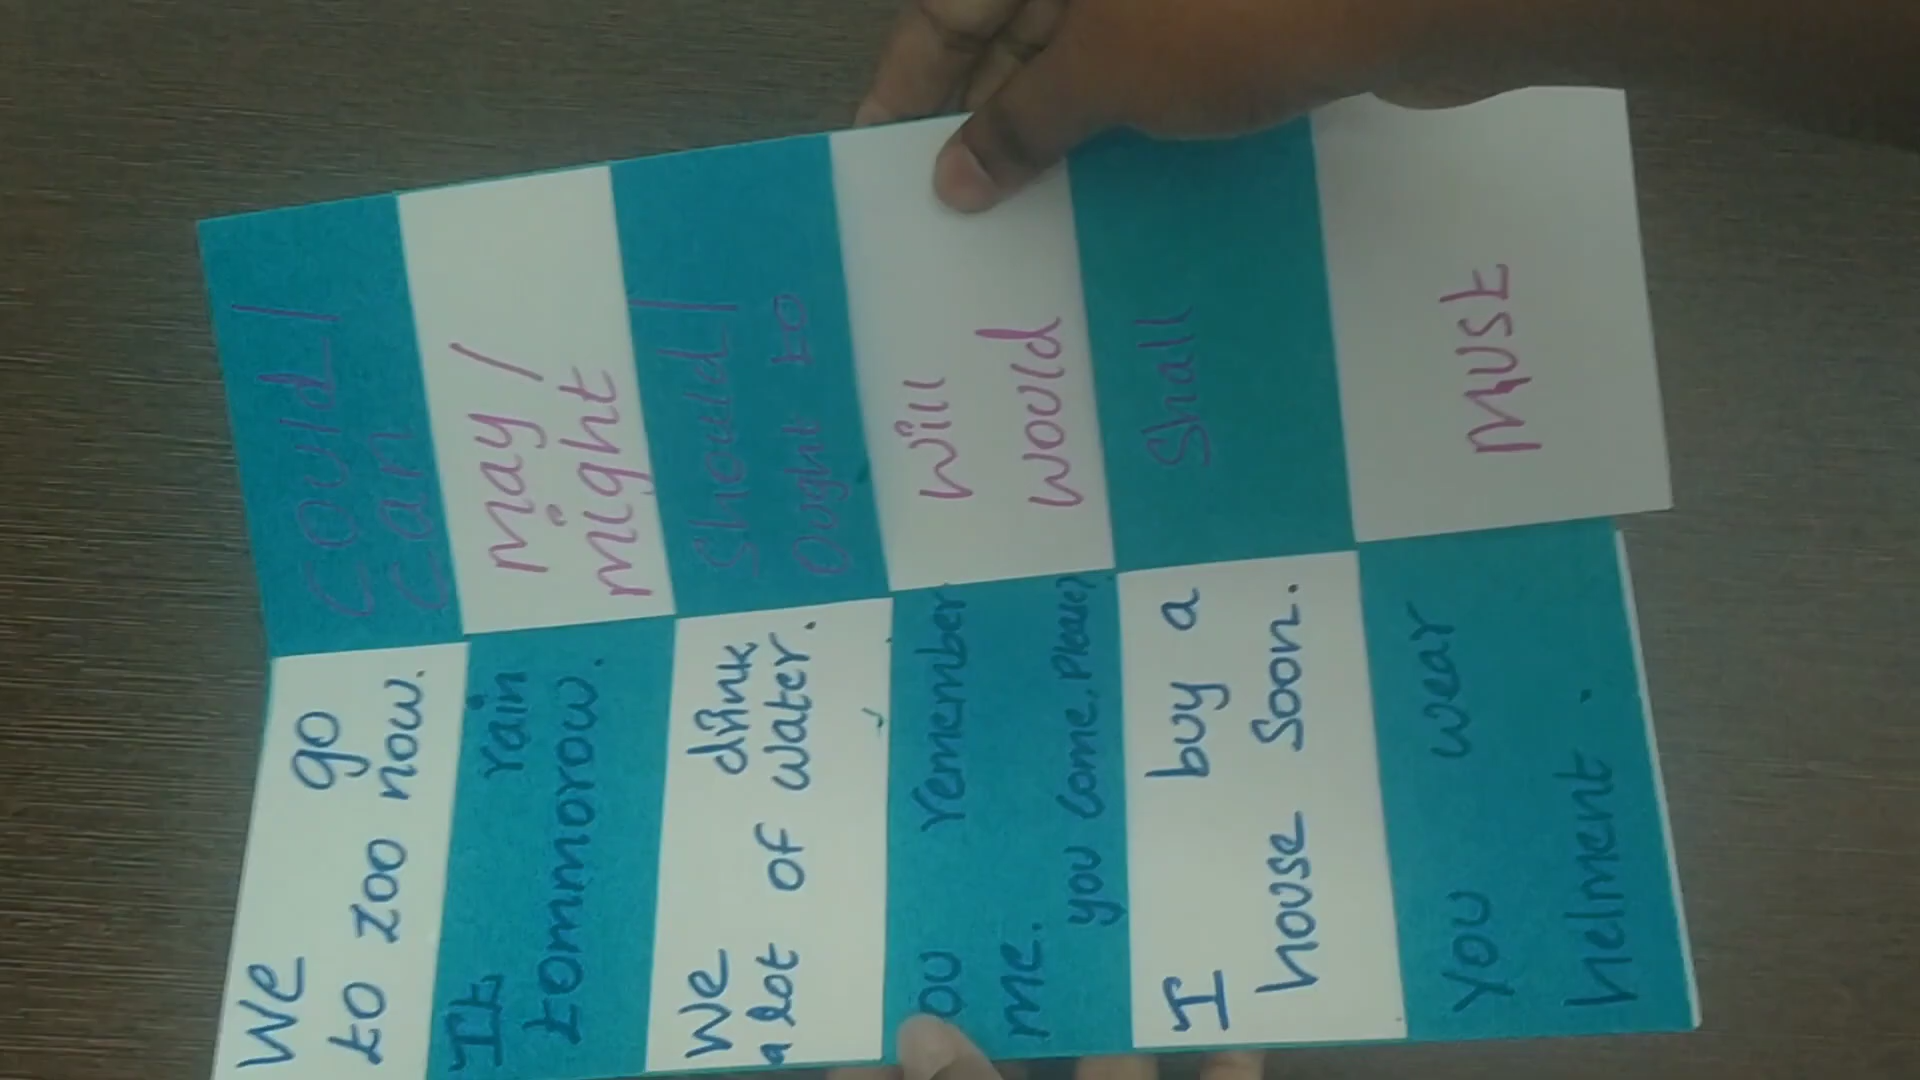 We go
to zoo now.
could /
can
It rain
tommorow.
may /
might
We drink
a lot of water.
Should /
Ought to
ou remember
me.
you come, please?
will
would
I buy a
house soon.
Shall
You wear
helment.
Must